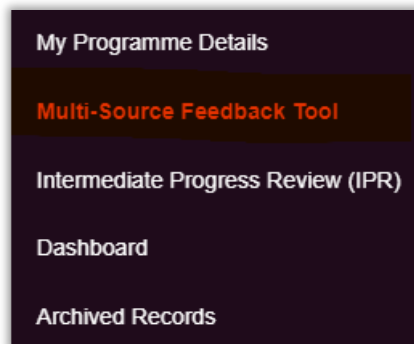 My Programme Details
Multi-Source Feedback Tool
Intermediate Progress Review (IPR)
Dashboard
Archived Records